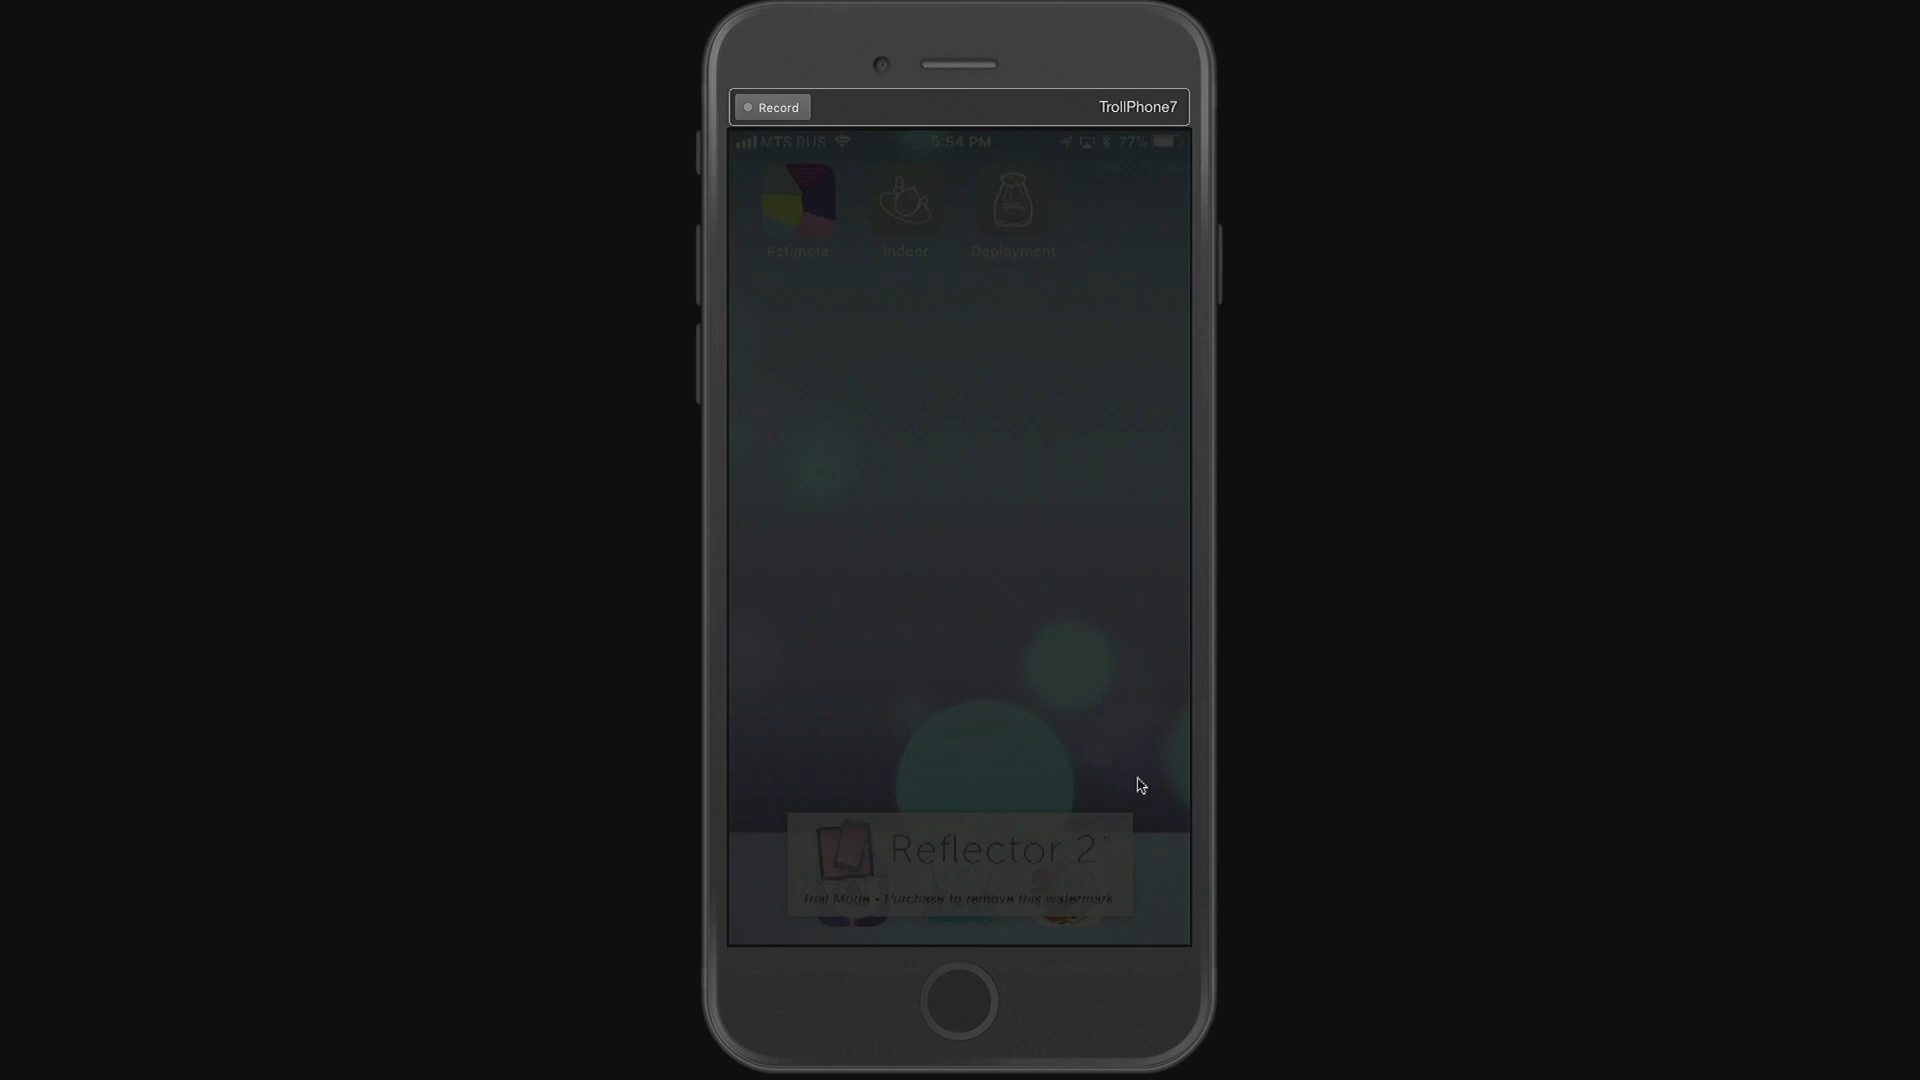 Record
TrollPhone7
MTS RUS
5:54 PM
77%
Estimote
Indoor
Deployment
Reflector 2
Trial Mode - Purchase to remove this watermark